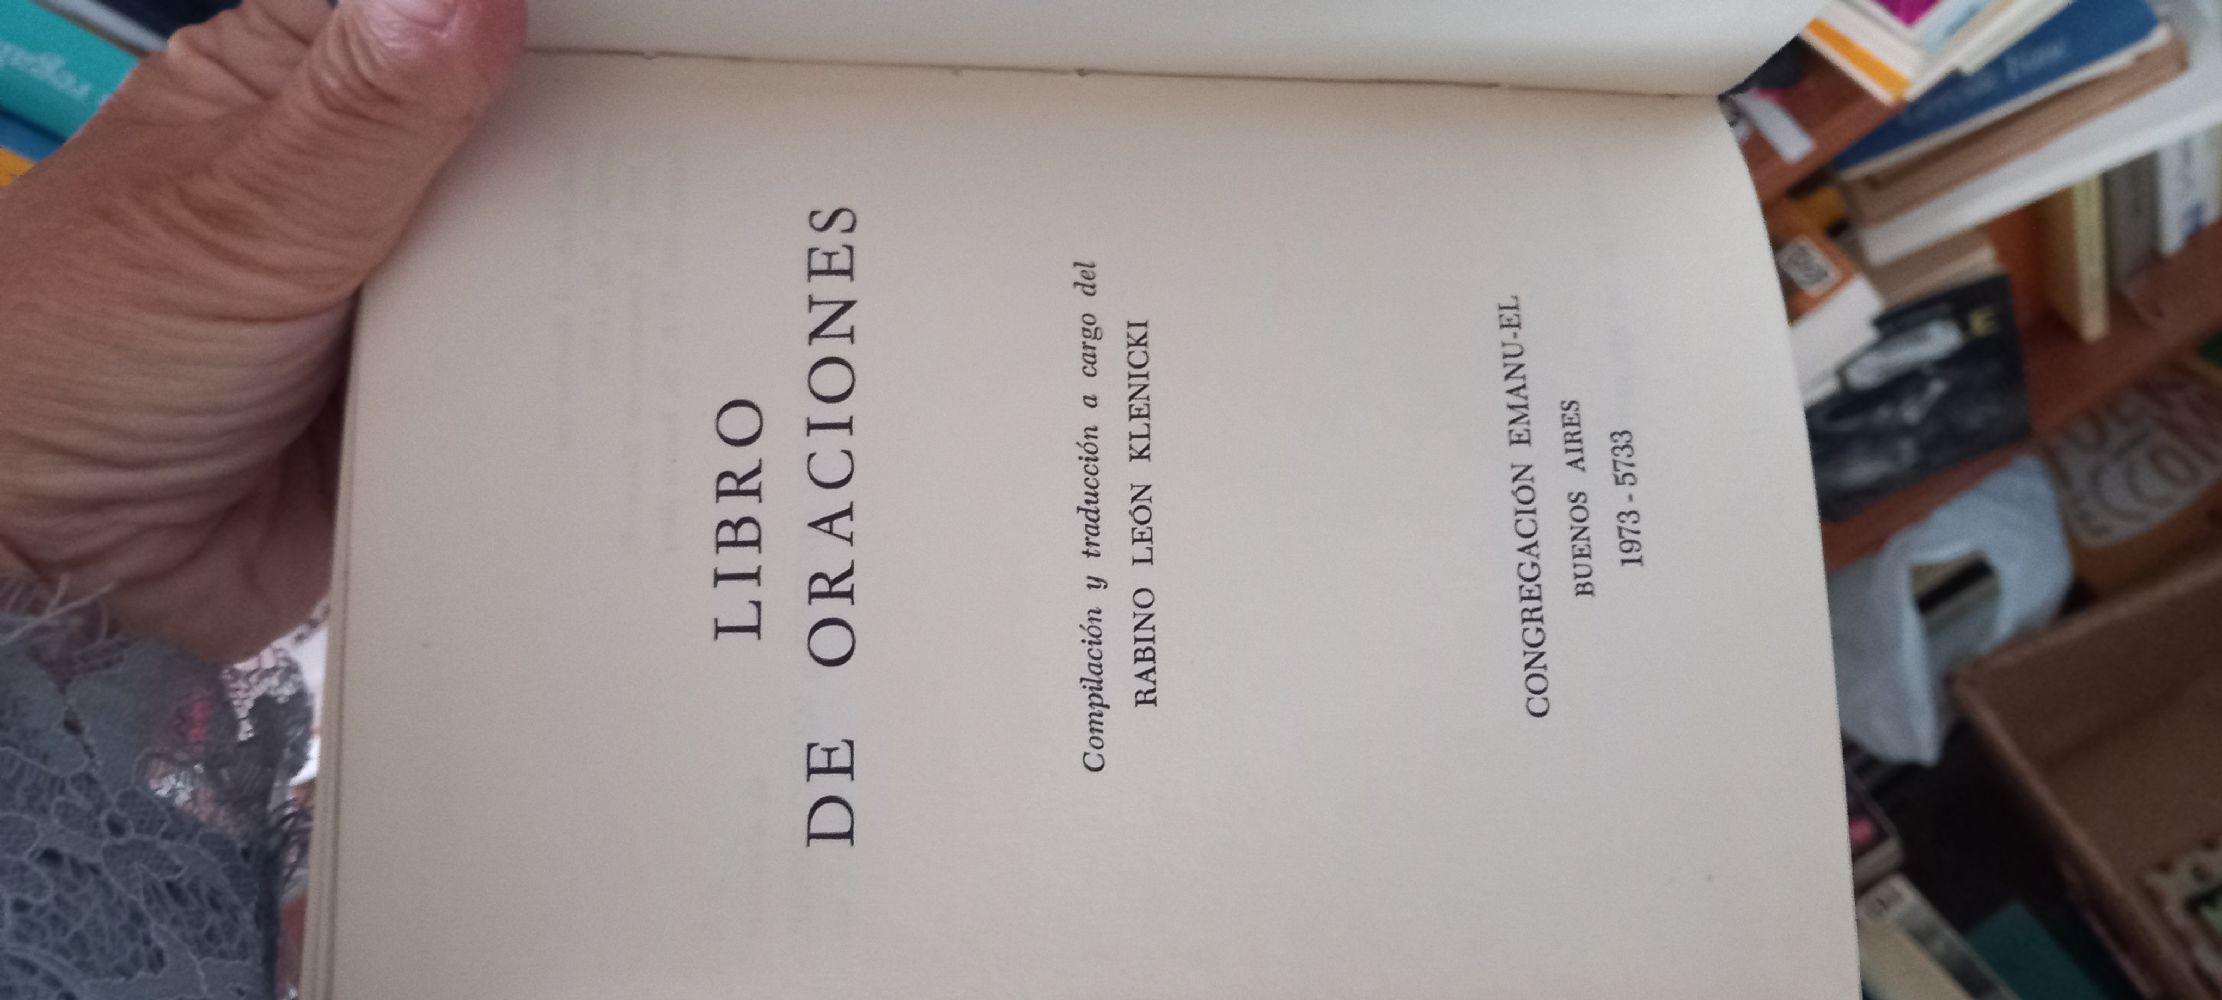 LIBRO
DE ORACIONES
Compilación y traducción a cargo del
RABINO LEÓN KLENICKI
CONGREGACIÓN EMANU-EL
BUENOS AIRES
1973 - 5733